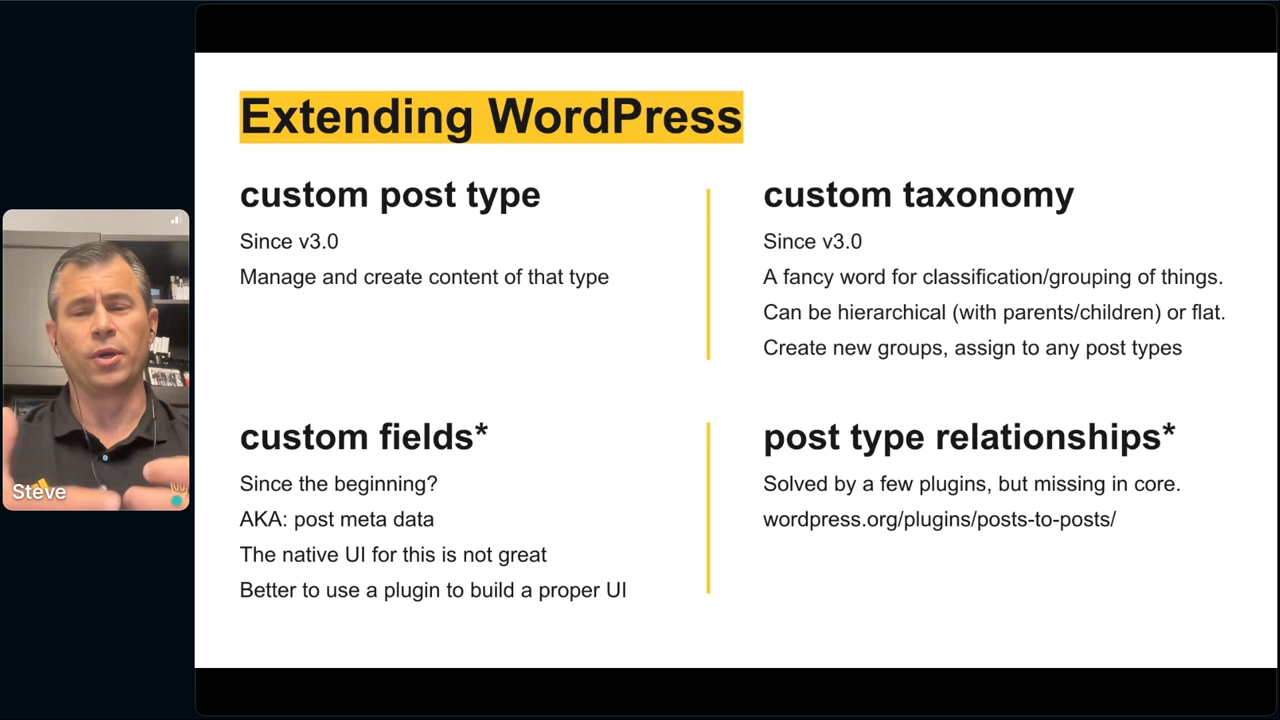 Extending WordPress
custom post type
Since v3.0
Manage and create content of that type
custom taxonomy
Since v3.0
A fancy word for classification/grouping of things.
Can be hierarchical (with parents/children) or flat.
Create new groups, assign to any post types
custom fields*
Since the beginning?
AKA: post meta data
The native UI for this is not great
Better to use a plugin to build a proper UI
post type relationships*
Solved by a few plugins, but missing in core.
wordpress.org/plugins/posts-to-posts/
Steve